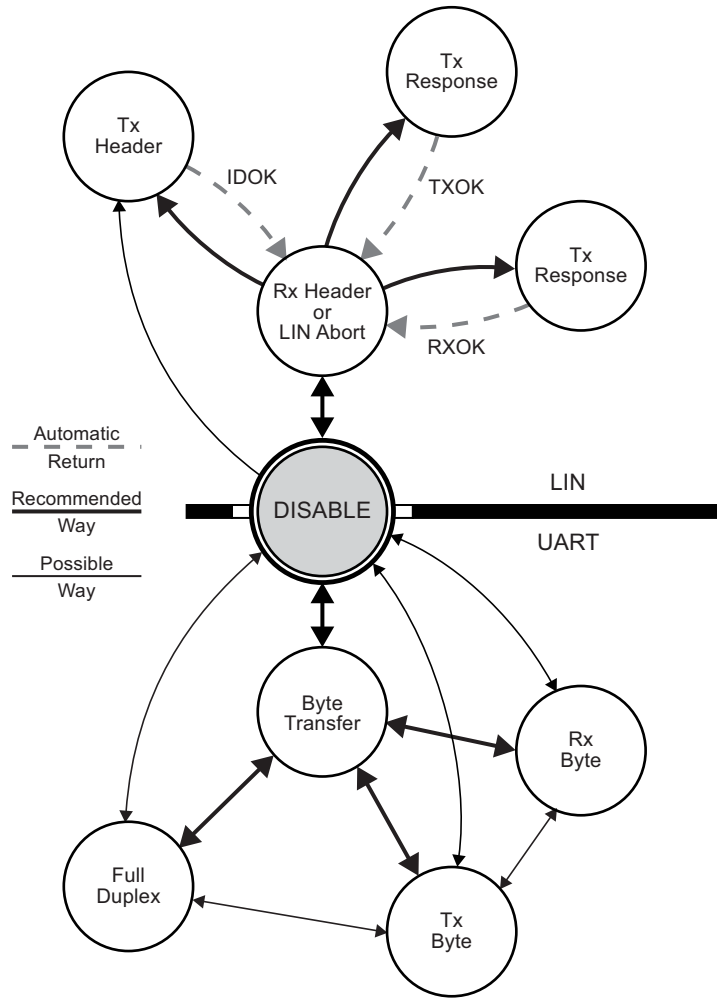 Tx
Response
Tx
Header
IDOK
TXOK
Tx
Response
Rx Header
or
LIN Abort
RXOK
Automatic
Return
Recommended
Way
Possible
Way
DISABLE
LIN
UART
Byte
Transfer
Rx
Byte
Full
Duplex
Tx
Byte